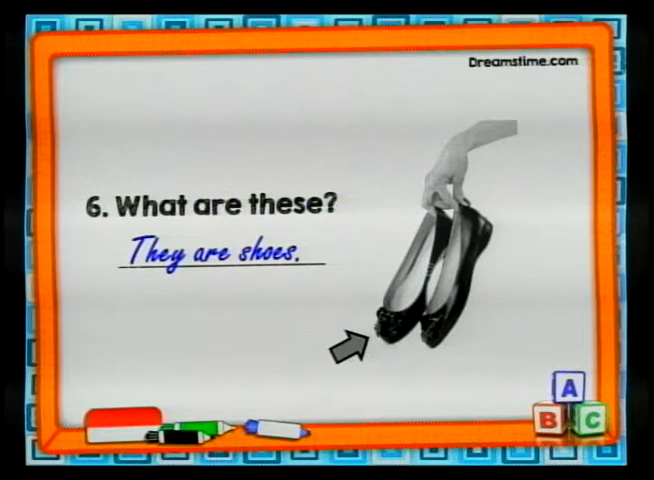 Dreamstime.com
6. What are these?
They are shoes.
A
B C